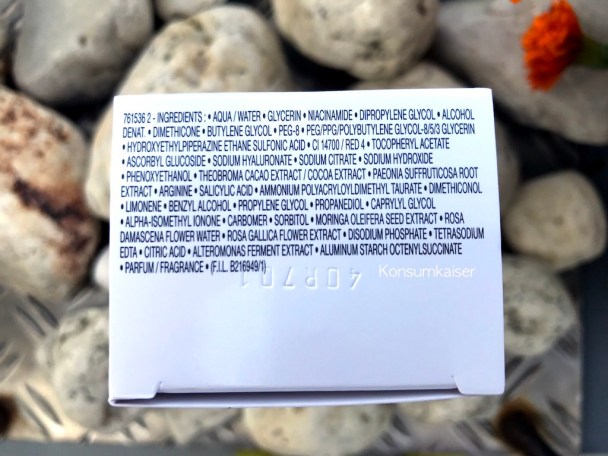 761536 2 - INGREDIENTS : • AQUA / WATER • GLYCERIN • NIACINAMIDE • DIPROPYLENE GLYCOL • ALCOHOL
DENAT. • DIMETHICONE • BUTYLENE GLYCOL • PEG-8 • PEG/PPG/POLYBUTYLENE GLYCOL-8/5/3 GLYCERIN
• HYDROXYETHYLPIPERAZINE ETHANE SULFONIC ACID • CI 14700 / RED 4 • TOCOPHERYL ACETATE
• ASCORBYL GLUCOSIDE • SODIUM HYALURONATE • SODIUM CITRATE • SODIUM HYDROXIDE
• PHENOXYETHANOL • THEOBROMA CACAO EXTRACT / COCOA EXTRACT • PAEONIA SUFFRUTICOSA ROOT
EXTRACT • ARGININE • SALICYLIC ACID • AMMONIUM POLYACRYLOYLDIMETHYL TAURATE • DIMETHICONOL
• LIMONENE • BENZYL ALCOHOL • PROPYLENE GLYCOL • PROPANEDIOL • CAPRYLYL GLYCOL
• ALPHA-ISOMETHYL IONONE • CARBOMER • SORBITOL • MORINGA OLEIFERA SEED EXTRACT • ROSA
DAMASCENA FLOWER WATER • ROSA GALLICA FLOWER EXTRACT • DISODIUM PHOSPHATE • TETRASODIUM
EDTA • CITRIC ACID • ALTEROMONAS FERMENT EXTRACT • ALUMINUM STARCH OCTENYLSUCCINATE
• PARFUM / FRAGRANCE • (F.I.L. B216949/1)
40R701
Konsumkaiser